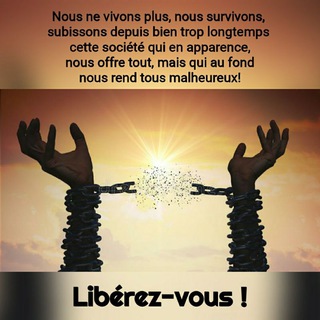 Nous ne vivons plus, nous survivons,
subissons depuis bien trop longtemps
cette société qui en apparence,
nous offre tout, mais qui au fond
nous rend tous malheureux!
Libérez-vous !